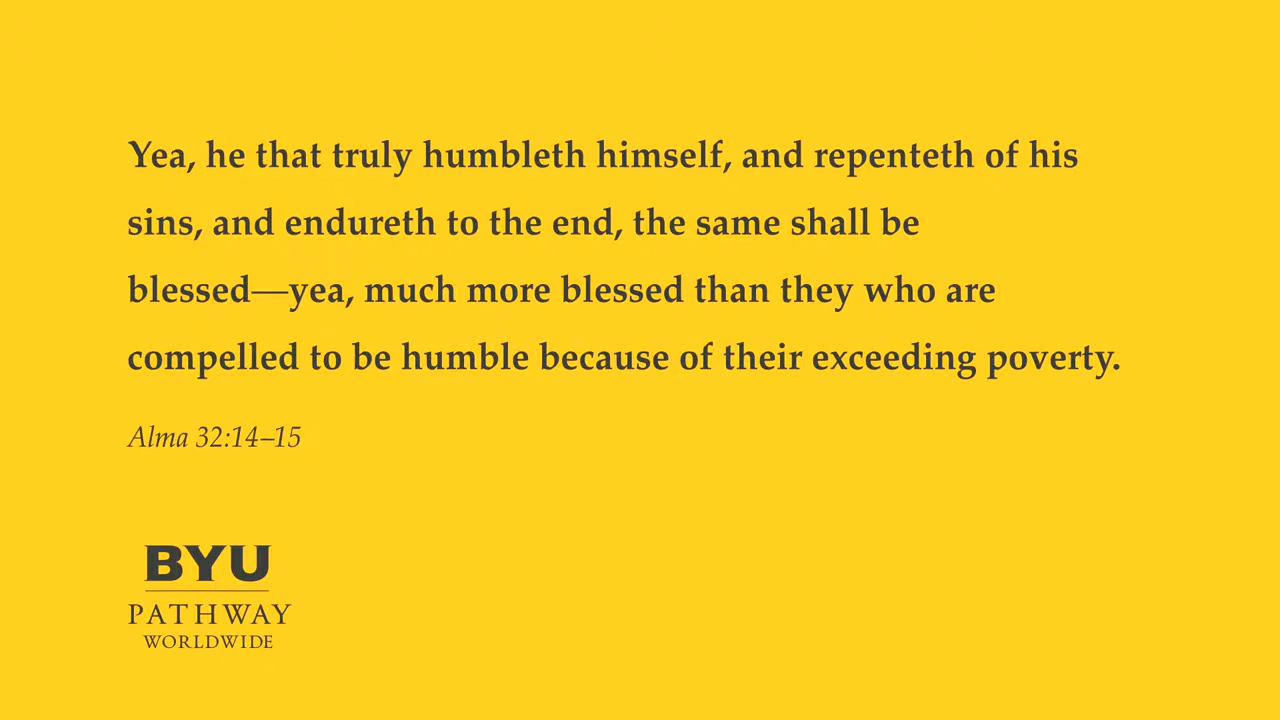 Yea, he that truly humbleth himself, and repenteth of his
sins, and endureth to the end, the same shall be
blessed—yea, much more blessed than they who are
compelled to be humble because of their exceeding poverty.
Alma 32:14–15
BYU
PATHWAY
WORLDWIDE